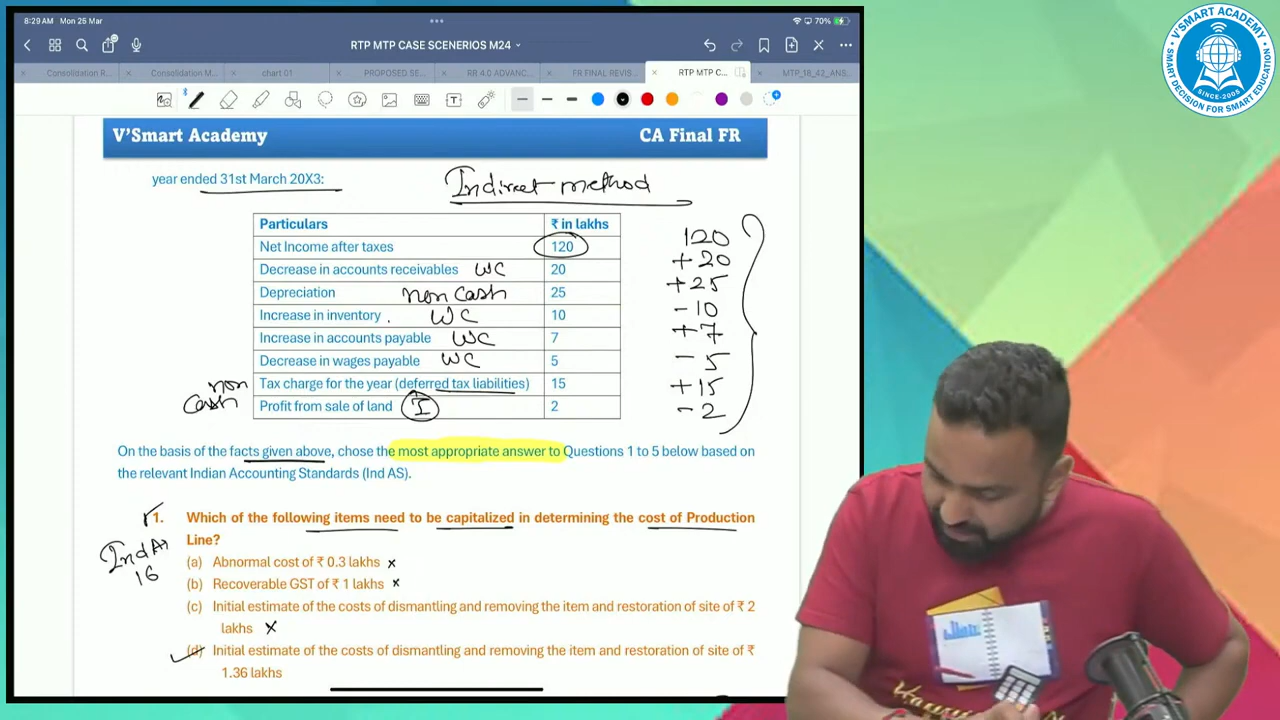 8:29 AM Mon 25 Mar
70%
RTP MTP CASE SCENERIOS M24
Consolidation R...
Consolidation M...
chart 01
PROPOSED SE...
RR 4.0 ADVANC...
FR FINAL REVIS...
RTP MTP C...
MTP_18_42_ANS...
V'Smart Academy CA Final FR
year ended 31st March 20X3: Indirect method
Particulars ₹ in lakhs
Net Income after taxes 120 120
Decrease in accounts receivables WC 20 +20
Depreciation non cash 25 +25
Increase in inventory WC 10 -10
Increase in accounts payable WC 7 +7
Decrease in wages payable WC 5 -5
non cash Tax charge for the year (deferred tax liabilities) 15 +15
Profit from sale of land I 2 -2
On the basis of the facts given above, chose the most appropriate answer to Questions 1 to 5 below based on
the relevant Indian Accounting Standards (Ind AS).
1. Which of the following items need to be capitalized in determining the cost of Production
Line?
Ind As 16
(a) Abnormal cost of ₹ 0.3 lakhs x
(b) Recoverable GST of ₹ 1 lakhs x
(c) Initial estimate of the costs of dismantling and removing the item and restoration of site of ₹ 2
lakhs x
(d) Initial estimate of the costs of dismantling and removing the item and restoration of site of ₹
1.36 lakhs
V'SMART ACADEMY
SINCE-2005
SMART DECISION FOR SMART EDUCATION